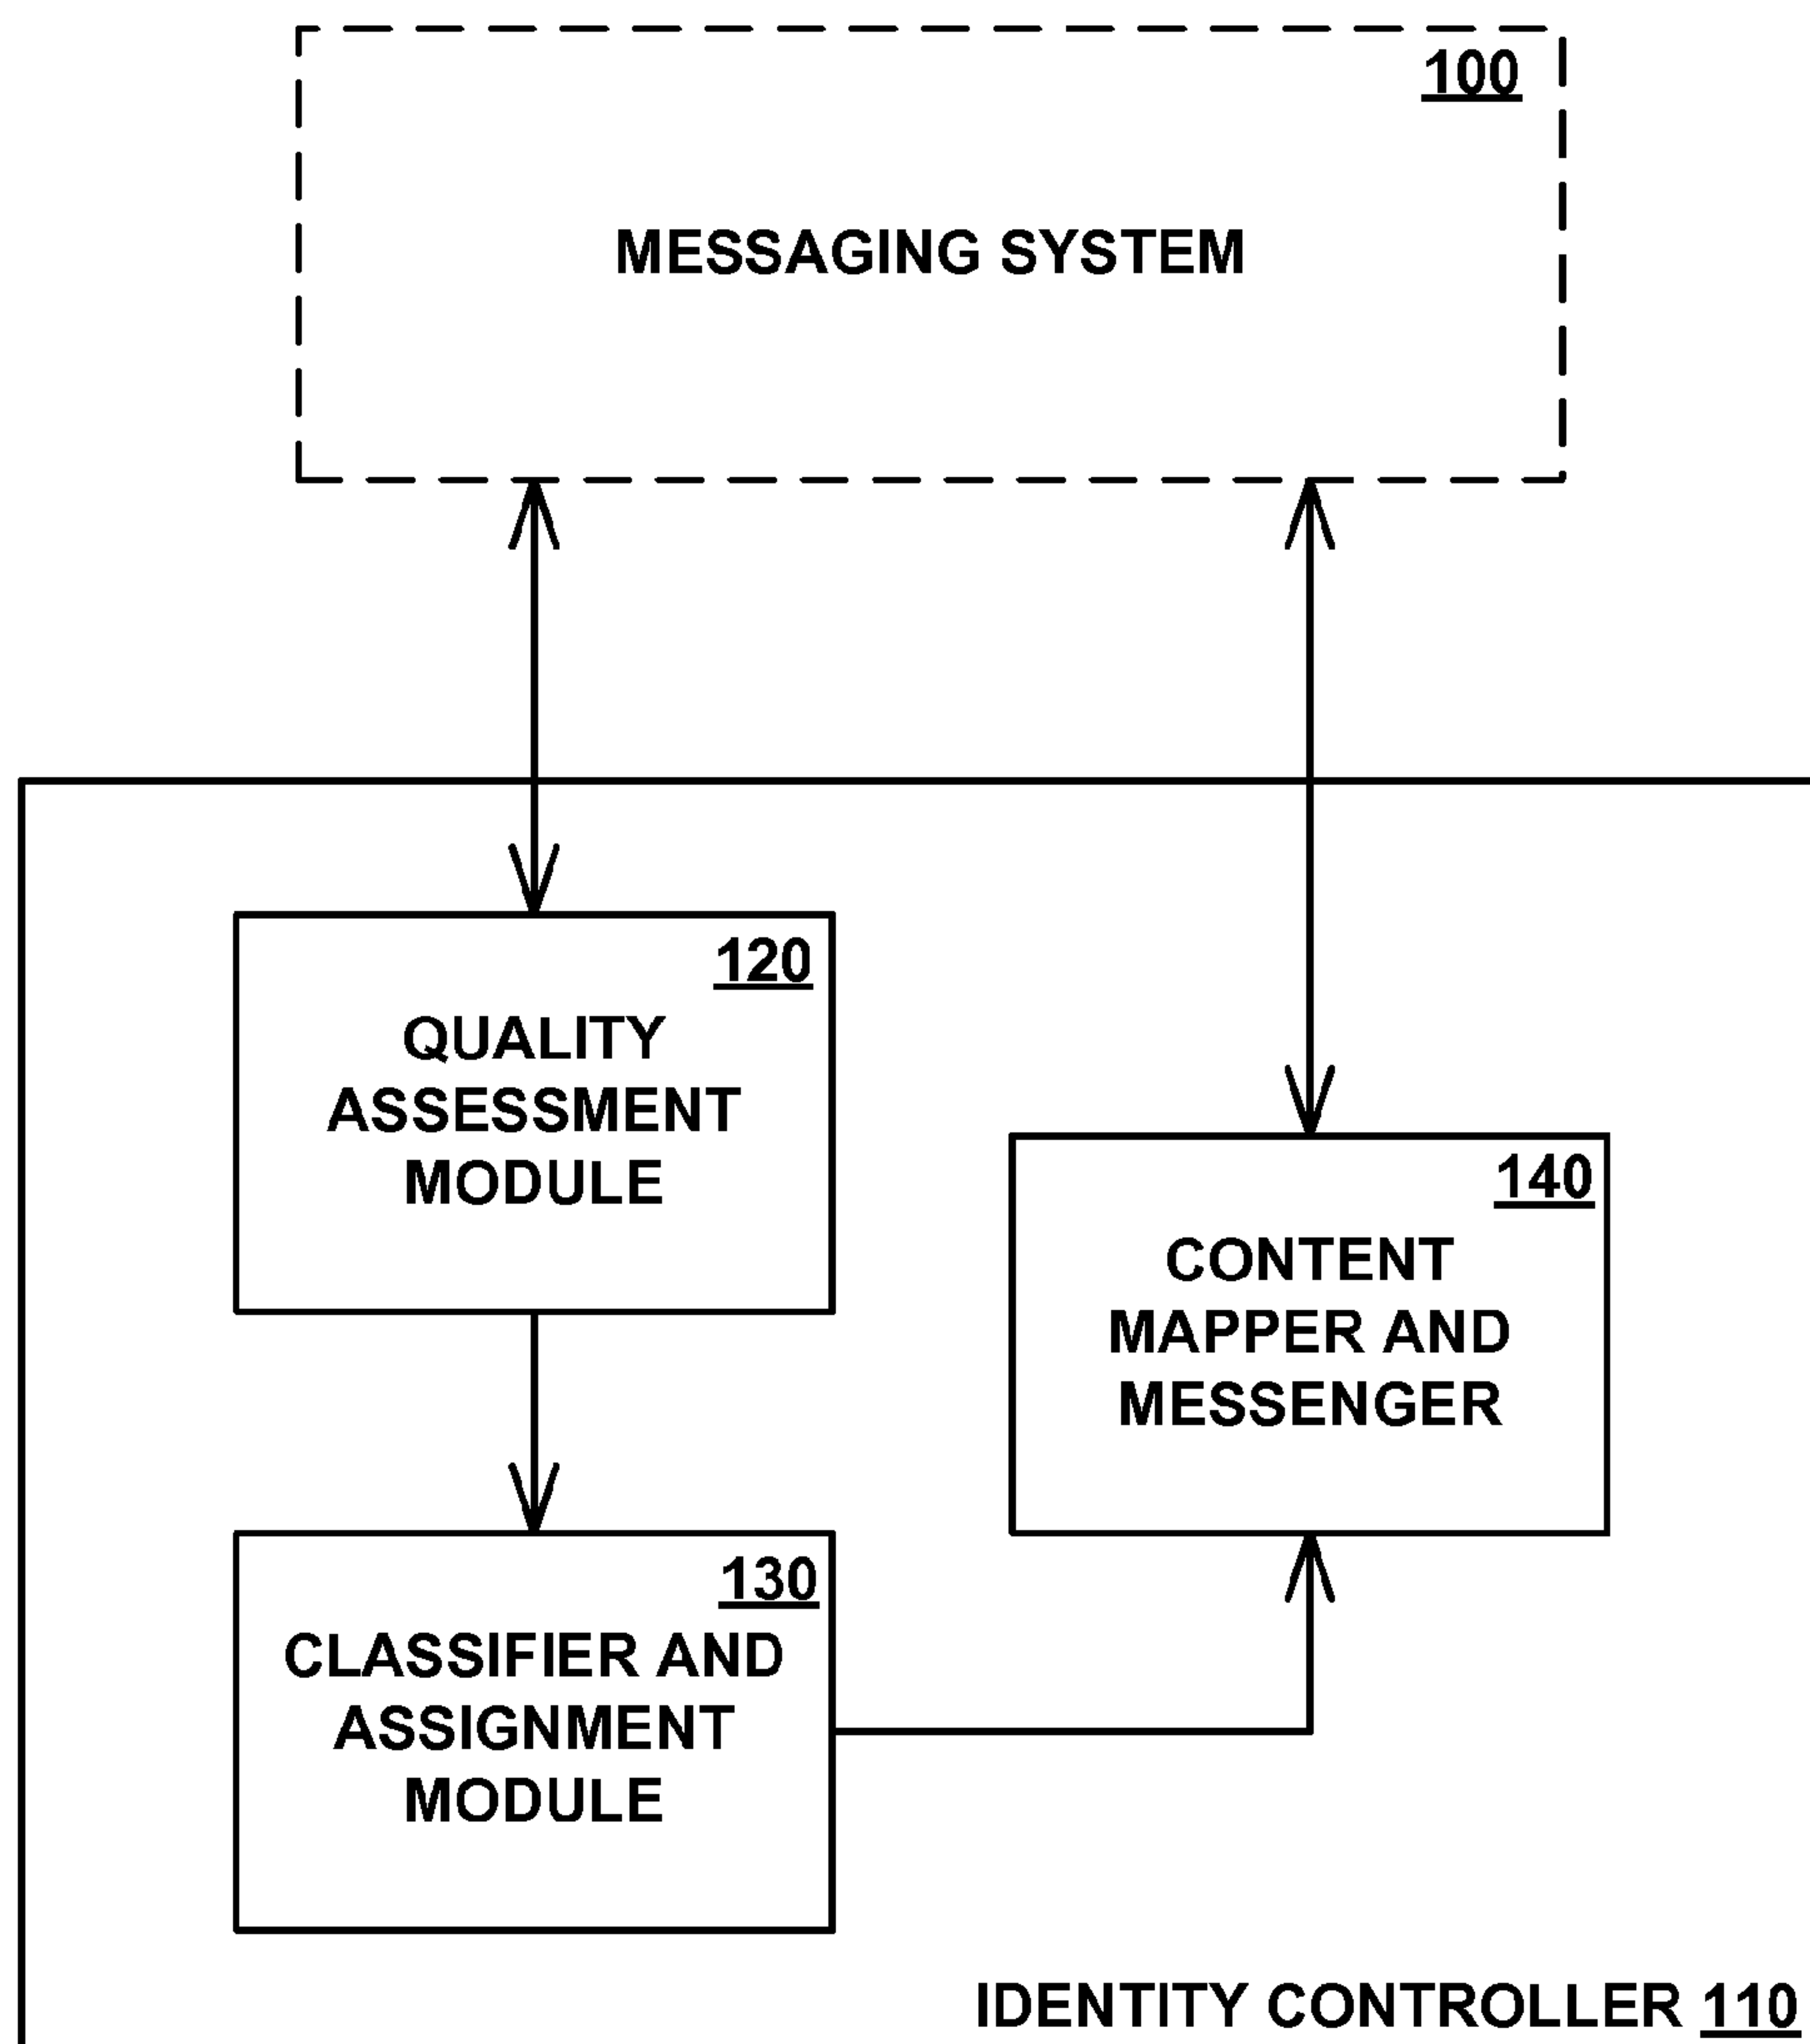 100
MESSAGING SYSTEM
120
QUALITY
ASSESSMENT
MODULE
140
CONTENT
MAPPER AND
MESSENGER
130
CLASSIFIER AND
ASSIGNMENT
MODULE
IDENTITY CONTROLLER 110